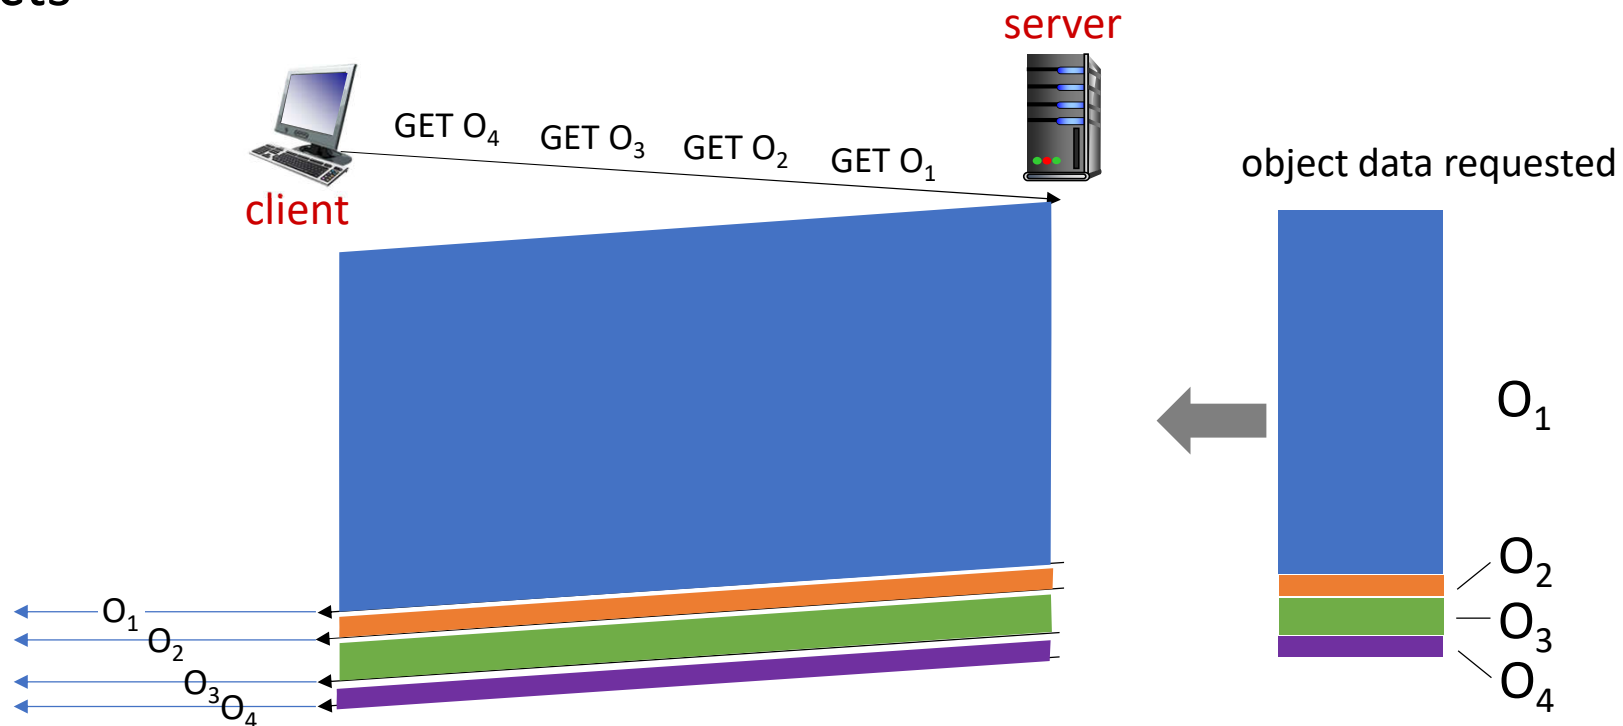 server
GET O₄ GET O₃ GET O₂ GET O₁
object data requested
client
O₁
O₂
O₁
O₂
O₃
O₃
O₄
O₄